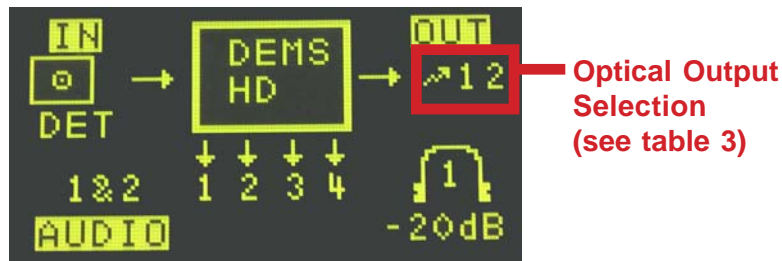 IN
DET
DEMS
HD
OUT
12
1 2 3 4
1&2
AUDIO
1
-20dB
Optical Output
Selection
(see table 3)